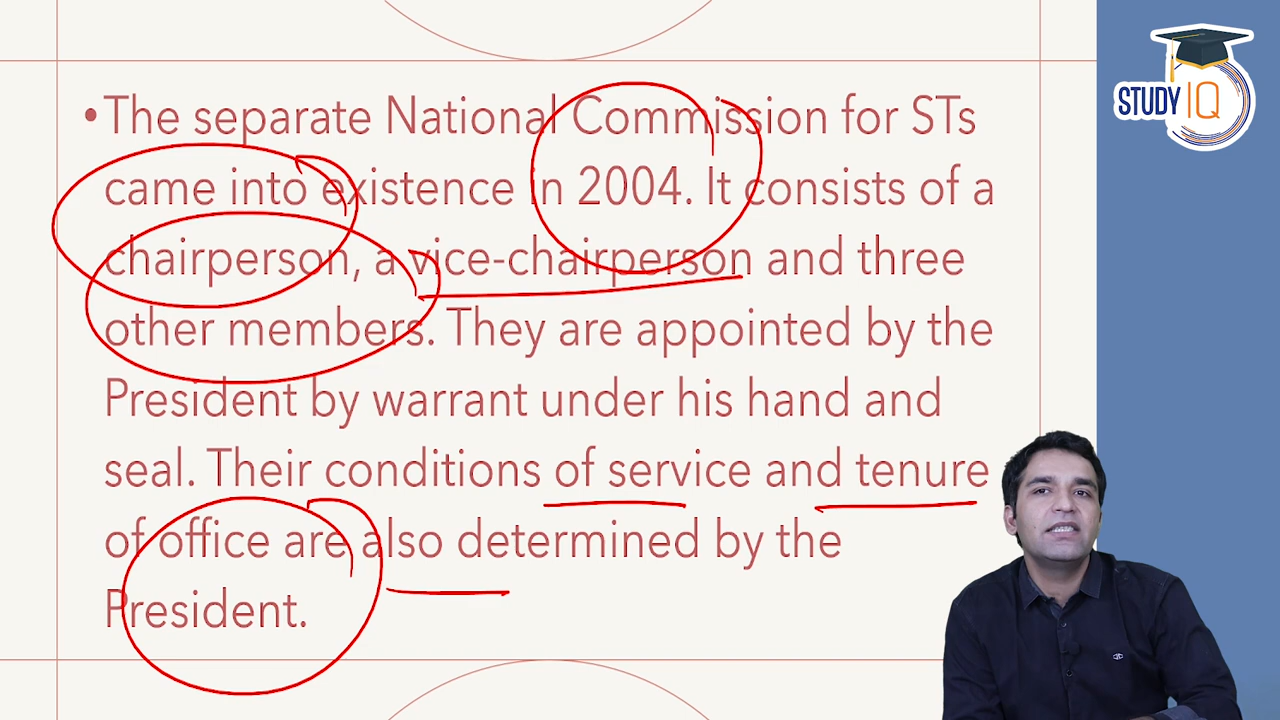 •The separate National Commission for STs
came into existence in 2004. It consists of a
chairperson, a vice-chairperson and three
other members. They are appointed by the
President by warrant under his hand and
seal. Their conditions of service and tenure
of office are also determined by the
President.
STUDY IQ